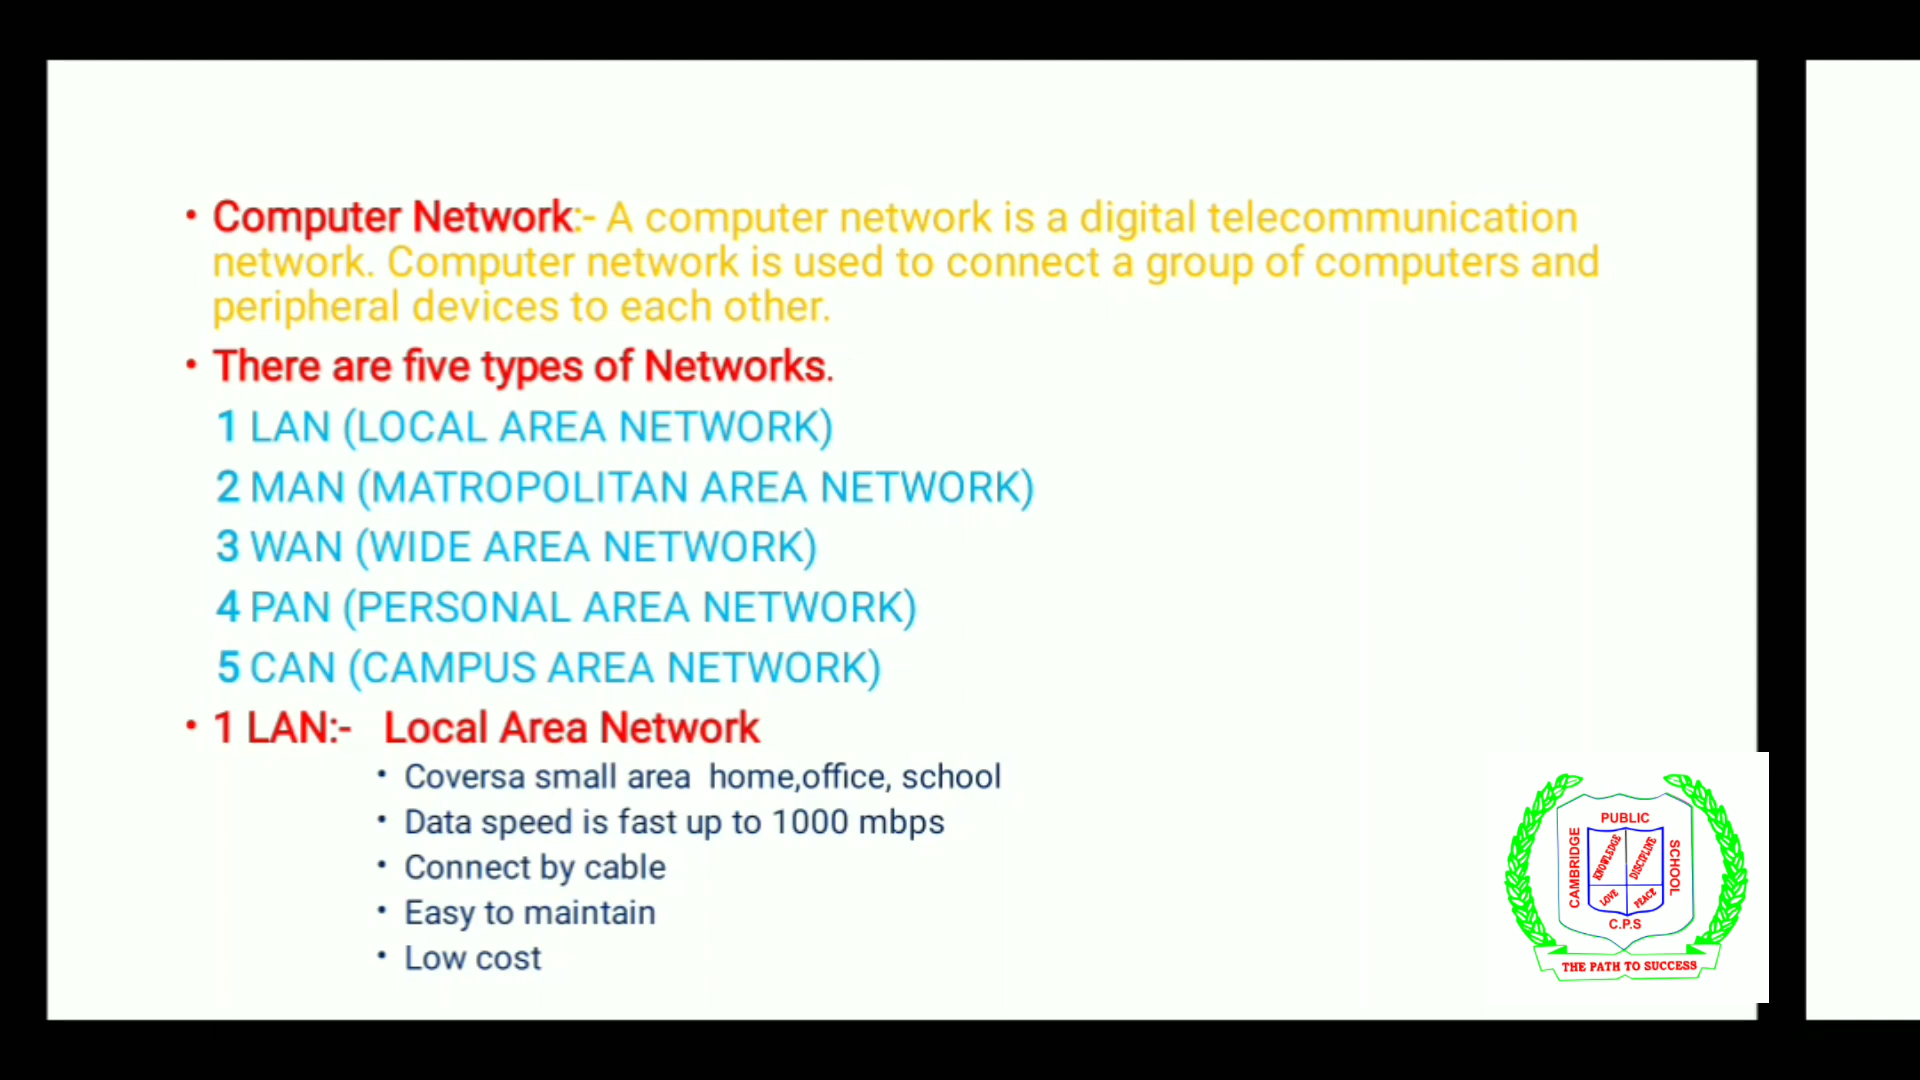 • Computer Network:- A computer network is a digital telecommunication
network. Computer network is used to connect a group of computers and
peripheral devices to each other.
• There are five types of Networks.
1 LAN (LOCAL AREA NETWORK)
2 MAN (MATROPOLITAN AREA NETWORK)
3 WAN (WIDE AREA NETWORK)
4 PAN (PERSONAL AREA NETWORK)
5 CAN (CAMPUS AREA NETWORK)
• 1 LAN:- Local Area Network
• Coversa small area home,office, school
• Data speed is fast up to 1000 mbps
• Connect by cable
• Easy to maintain
• Low cost
CAMBRIDGE
PUBLIC
SCHOOL
KNOWLEDGE
DISCIPLINE
LOVE
PEACE
C.P.S
THE PATH TO SUCCESS